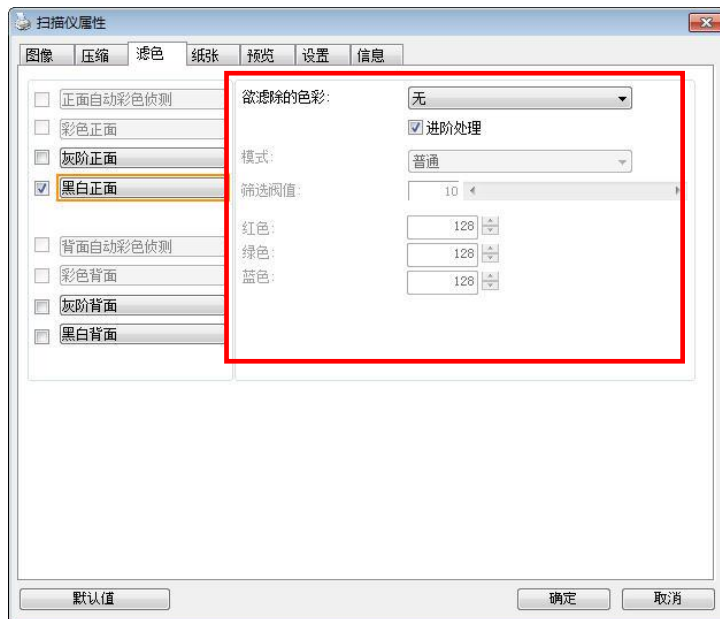 扫描仪属性
图像 压缩 滤色 纸张 预览 设置 信息
正面自动彩色侦测
彩色正面
灰阶正面
黑白正面
背面自动彩色侦测
彩色背面
灰阶背面
黑白背面
欲滤除的色彩: 无
进阶处理
模式: 普通
筛选阀值: 10
红色: 128
绿色: 128
蓝色: 128
默认值 确定 取消